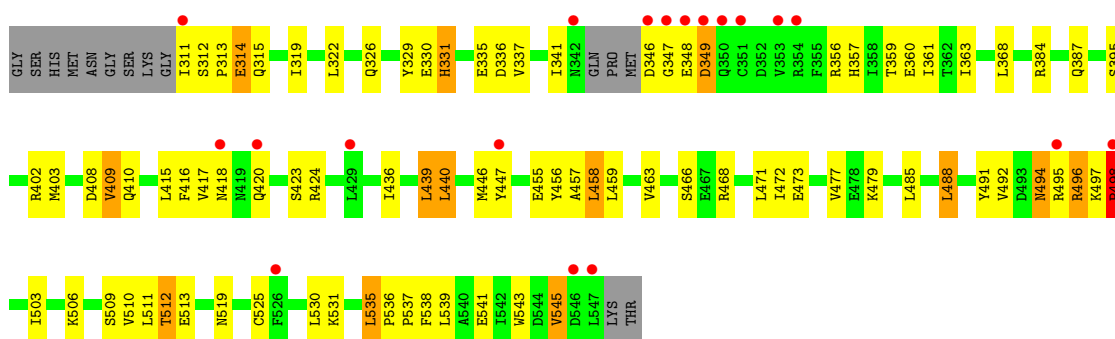 GLY SER HIS MET ASN GLY SER LYS GLY I311 S312 P313 E314 Q315 I319 L322 Q326 Y329 E330 H331 E335 D336 V337 I341 N342 GLN PRO MET D346 G347 E348 D349 Q350 C351 D352 V353 R354 F355 R356 H357 I358 T359 E360 I361 T362 I363 L368 R384 Q387 S395
R402 M403 D408 V409 Q410 L415 F416 V417 N418 N419 Q420 S423 R424 L429 I436 L439 L440 M446 Y447 E455 Y456 A457 L458 L459 V463 S466 E467 R468 L471 I472 E473 V477 E478 K479 L485 L488 Y491 V492 D493 N494 R495 R496 K497
I503 K506 S509 V510 L511 T512 E513 N519 C525 F526 L530 K531 L535 P536 P537 F538 L539 A540 E541 I542 W543 D544 V545 D546 L547 LYS THR